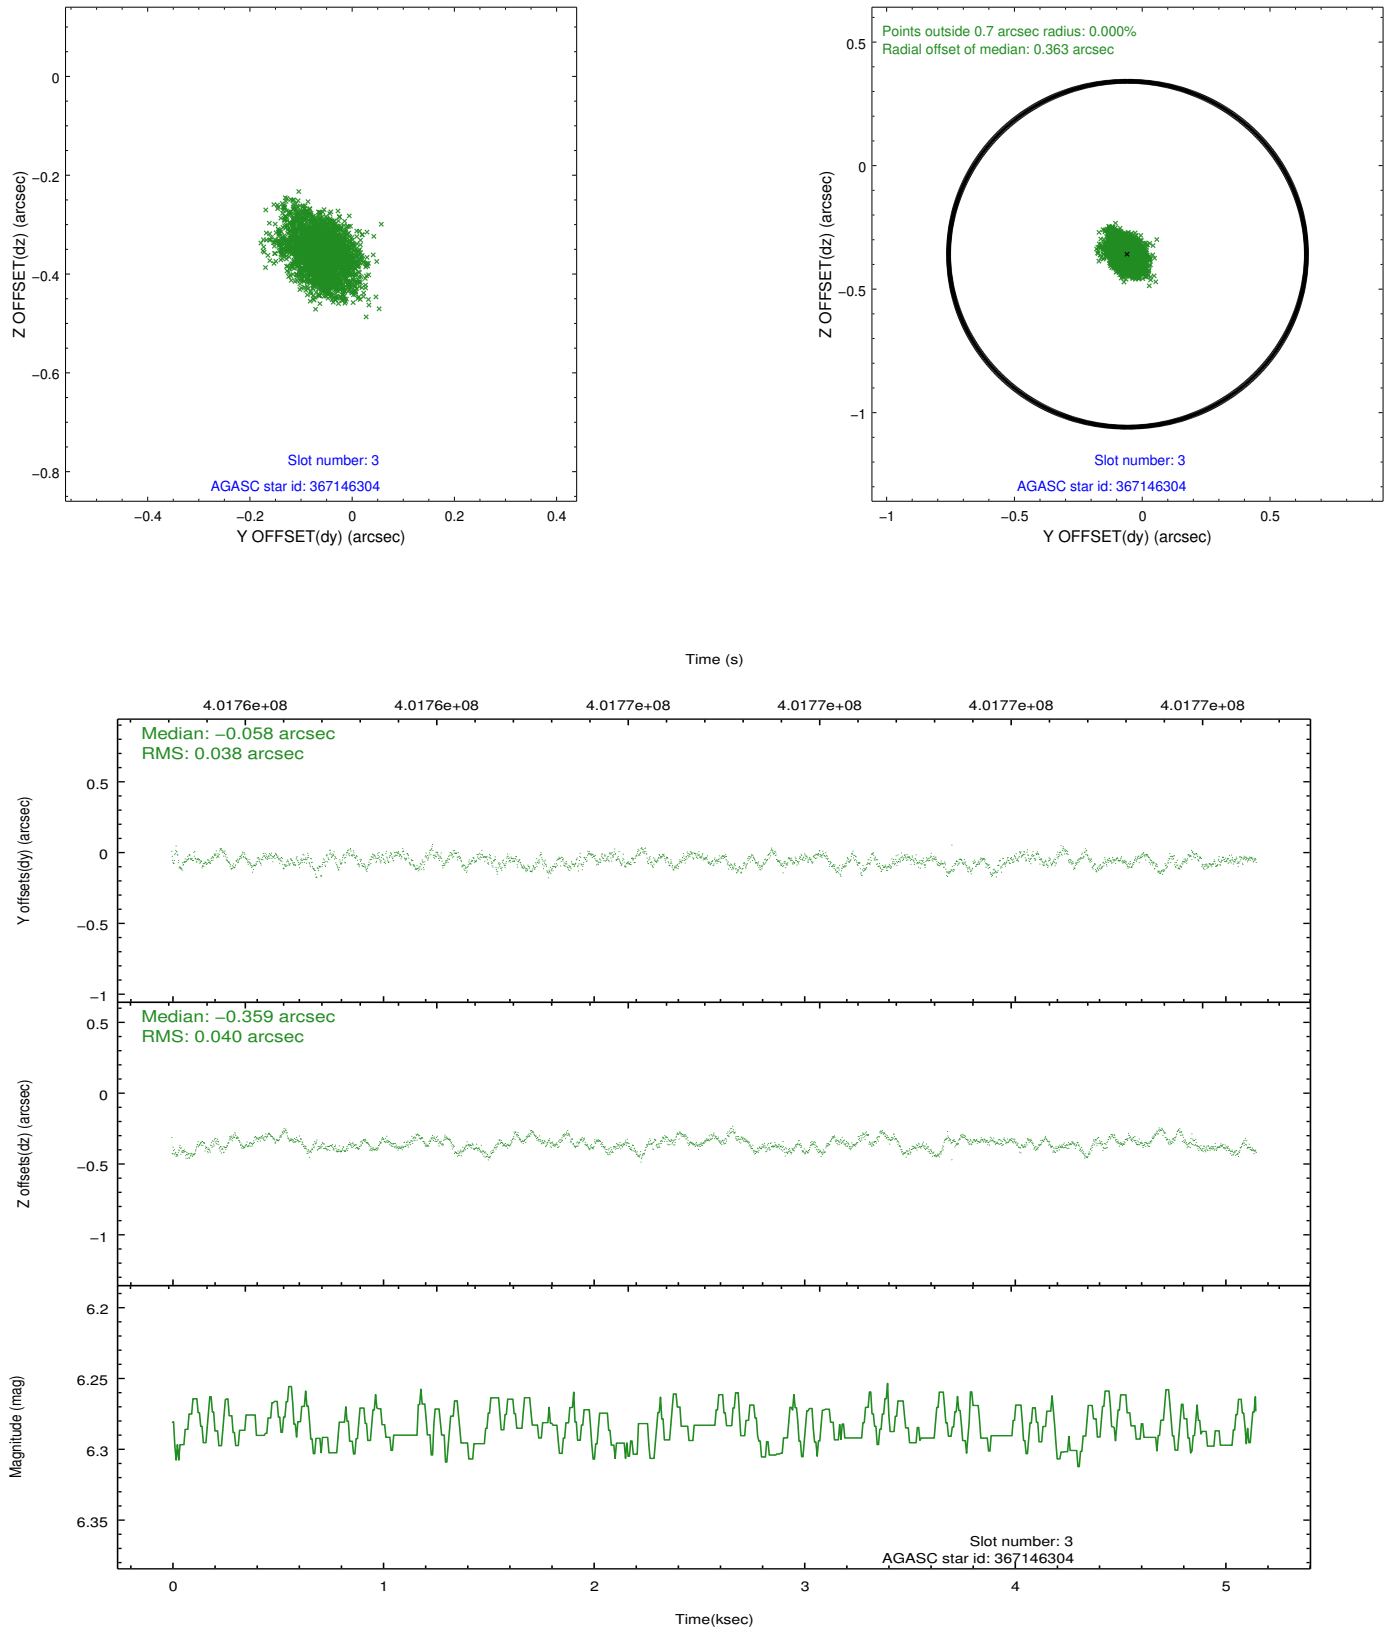 0
−0.2
−0.4
−0.6
−0.8
Z OFFSET(dz) (arcsec)
Slot number: 3
AGASC star id: 367146304
−0.4
−0.2
0
0.2
0.4
Y OFFSET(dy) (arcsec)
Points outside 0.7 arcsec radius: 0.000%
Radial offset of median: 0.363 arcsec
0.5
0
−0.5
−1
Z OFFSET(dz) (arcsec)
Slot number: 3
AGASC star id: 367146304
−1
−0.5
0
0.5
Y OFFSET(dy) (arcsec)
Time (s)
4.0176e+08
4.0176e+08
4.0177e+08
4.0177e+08
4.0177e+08
4.0177e+08
Median: −0.058 arcsec
RMS: 0.038 arcsec
0.5
0
−0.5
−1
Y offsets(dy) (arcsec)
Median: −0.359 arcsec
RMS: 0.040 arcsec
0.5
0
−0.5
−1
Z offsets(dz) (arcsec)
6.2
6.25
6.3
6.35
Magnitude (mag)
Slot number: 3
AGASC star id: 367146304
0
1
2
3
4
5
Time(ksec)